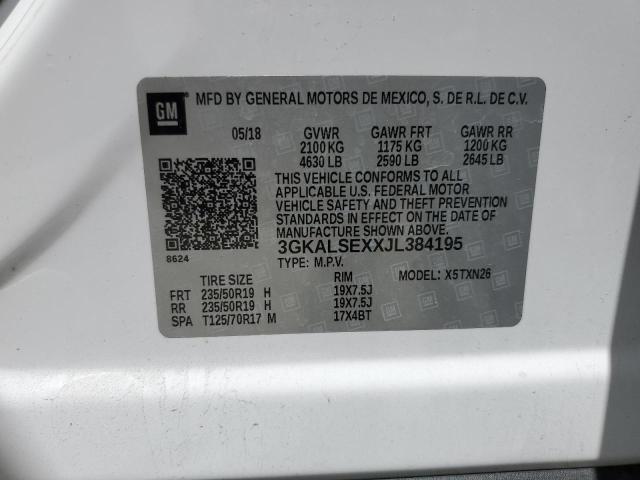 GM MFD BY GENERAL MOTORS DE MEXICO, S. DE R.L. DE C.V.
05/18 GVWR GAWR FRT GAWR RR
2100 KG 1175 KG 1200 KG
4630 LB 2590 LB 2645 LB
THIS VEHICLE CONFORMS TO ALL
APPLICABLE U.S. FEDERAL MOTOR
VEHICLE SAFETY AND THEFT PREVENTION
STANDARDS IN EFFECT ON THE DATE OF
MANUFACTURE SHOWN ABOVE.
3GKALSEXXJL384195
8624
TYPE: M.P.V.
TIRE SIZE RIM MODEL: X5TXN26
FRT 235/50R19 H 19X7.5J
RR 235/50R19 H 19X7.5J
SPA T125/70R17 M 17X4BT